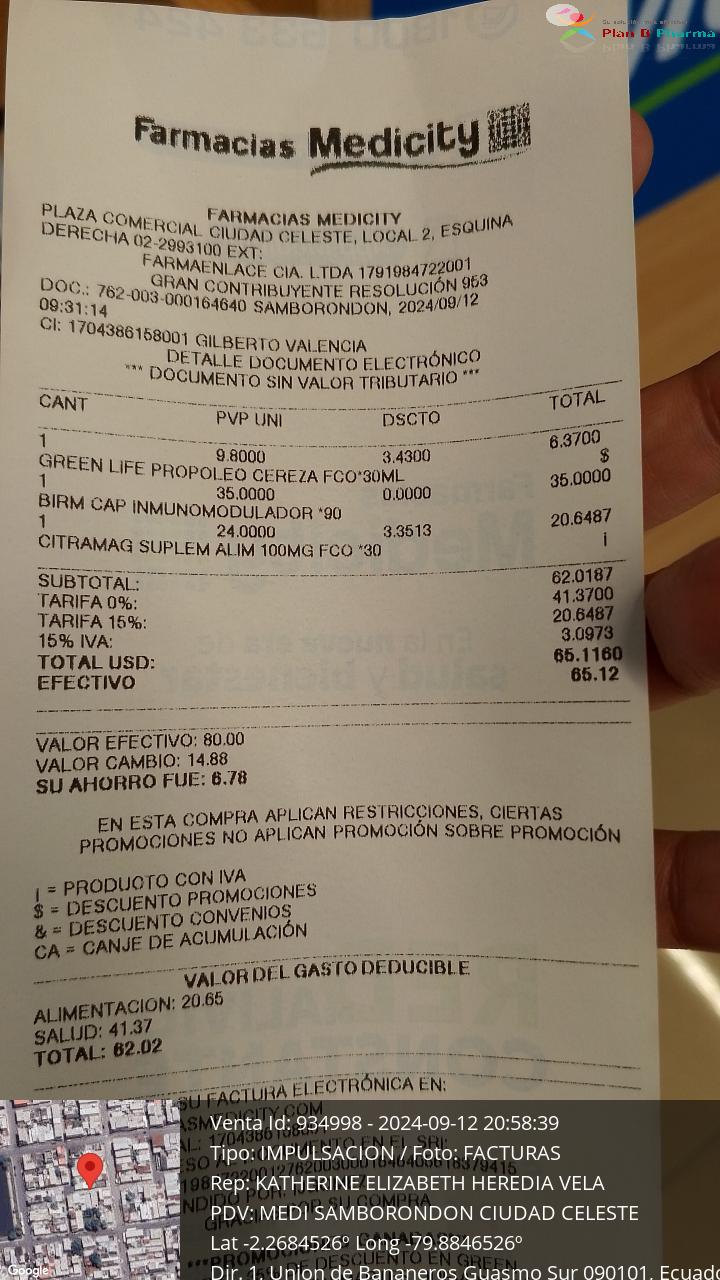 Su solución más efectiva
Plan B Pharma
Farmacias Medicity
FARMACIAS MEDICITY
PLAZA COMERCIAL CIUDAD CELESTE, LOCAL 2, ESQUINA
DERECHA 02-2993100 EXT:
FARMAENLACE CIA. LTDA 1791984722001
GRAN CONTRIBUYENTE RESOLUCIÓN 953
DOC.: 762-003-000164640 SAMBORONDON, 2024/09/12
09:31:14
CI: 1704386158001 GILBERTO VALENCIA
DETALLE DOCUMENTO ELECTRÓNICO
*** DOCUMENTO SIN VALOR TRIBUTARIO ***
CANT PVP UNI DSCTO TOTAL
1 9.8000 3.4300 6.3700
GREEN LIFE PROPOLEO CEREZA FCO*30ML $
1 35.0000 0.0000 35.0000
BIRM CAP INMUNOMODULADOR *90
1 24.0000 3.3513 20.6487
CITRAMAG SUPLEM ALIM 100MG FCO *30 i
SUBTOTAL: 62.0187
TARIFA 0%: 41.3700
TARIFA 15%: 20.6487
15% IVA: 3.0973
TOTAL USD: 65.1160
EFECTIVO 65.12
VALOR EFECTIVO: 80.00
VALOR CAMBIO: 14.88
SU AHORRO FUE: 6.78
EN ESTA COMPRA APLICAN RESTRICCIONES, CIERTAS
PROMOCIONES NO APLICAN PROMOCIÓN SOBRE PROMOCIÓN
i = PRODUCTO CON IVA
$ = DESCUENTO PROMOCIONES
& = DESCUENTO CONVENIOS
CA = CANJE DE ACUMULACIÓN
VALOR DEL GASTO DEDUCIBLE
ALIMENTACION: 20.65
SALUD: 41.37
TOTAL: 62.02
SU FACTURA ELECTRÓNICA EN:
Venta Id: 934998 - 2024-09-12 20:58:39
Tipo: IMPULSACION / Foto: FACTURAS
Rep: KATHERINE ELIZABETH HEREDIA VELA
PDV: MEDI SAMBORONDON CIUDAD CELESTE
Lat -2.2684526º Long -79.8846526º
Dir. 1, Union de Bananeros Guasmo Sur 090101, Ecuado
Google